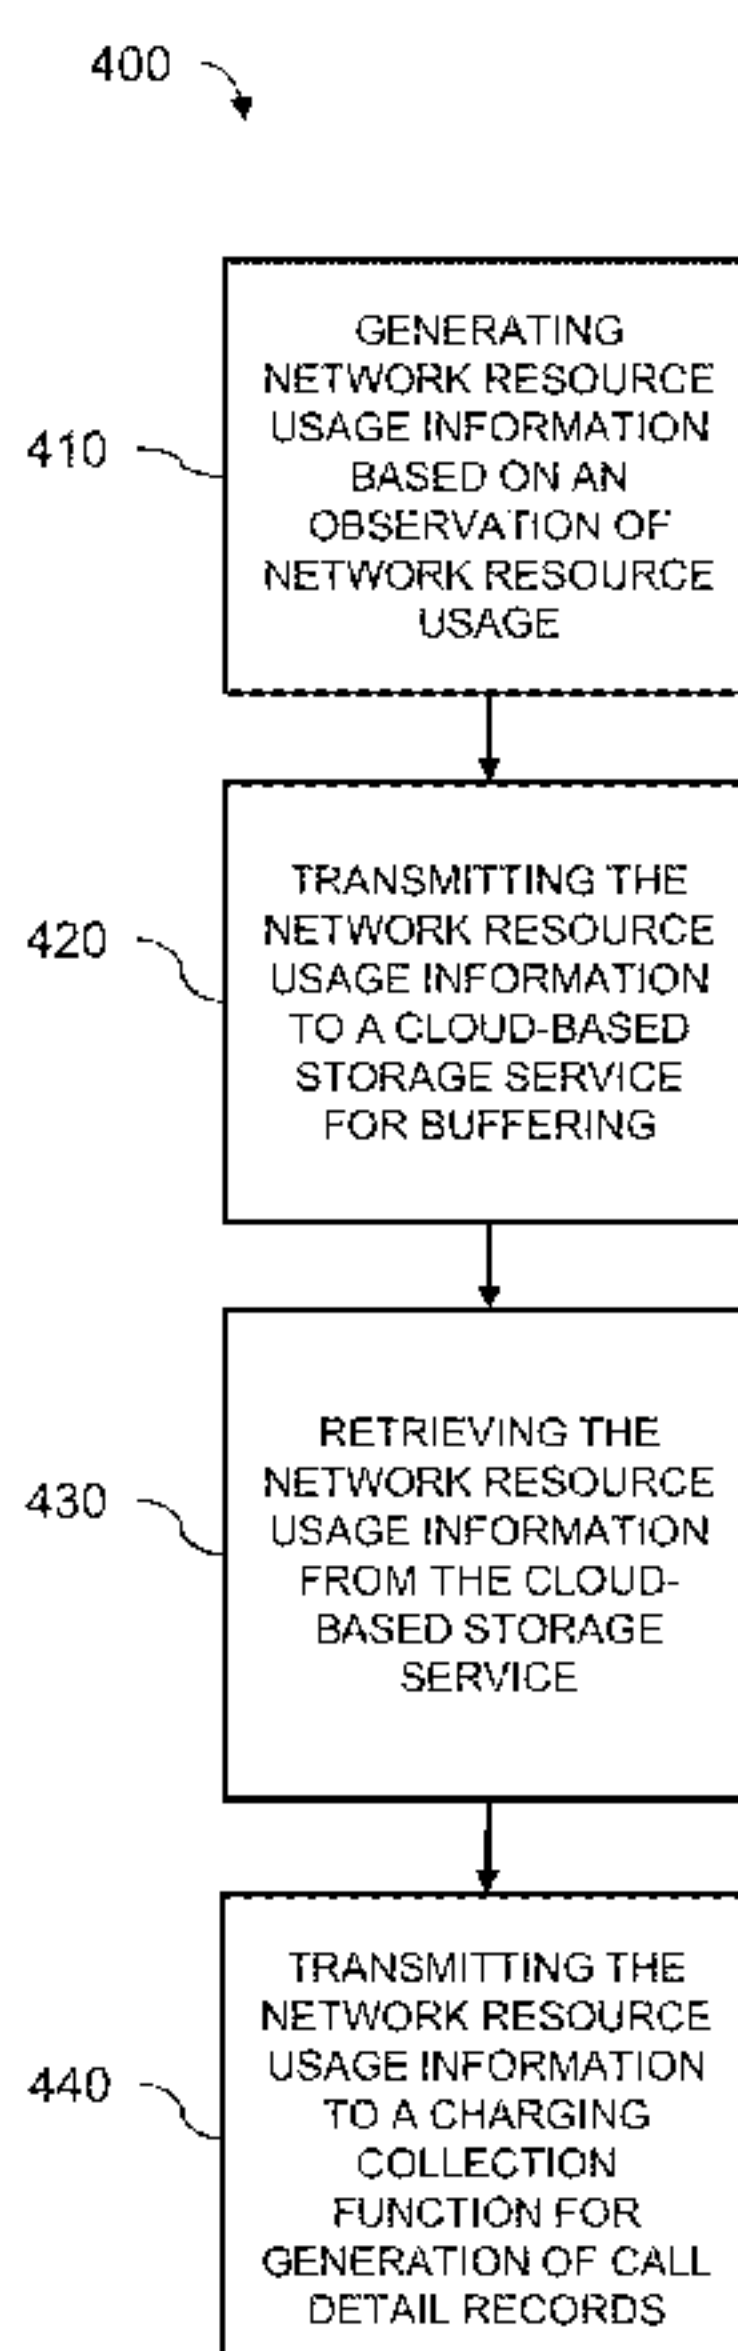 400
410
GENERATING
NETWORK RESOURCE
USAGE INFORMATION
BASED ON AN
OBSERVATION OF
NETWORK RESOURCE
USAGE
420
TRANSMITTING THE
NETWORK RESOURCE
USAGE INFORMATION
TO A CLOUD-BASED
STORAGE SERVICE
FOR BUFFERING
430
RETRIEVING THE
NETWORK RESOURCE
USAGE INFORMATION
FROM THE CLOUD-
BASED STORAGE
SERVICE
440
TRANSMITTING THE
NETWORK RESOURCE
USAGE INFORMATION
TO A CHARGING
COLLECTION
FUNCTION FOR
GENERATION OF CALL
DETAIL RECORDS